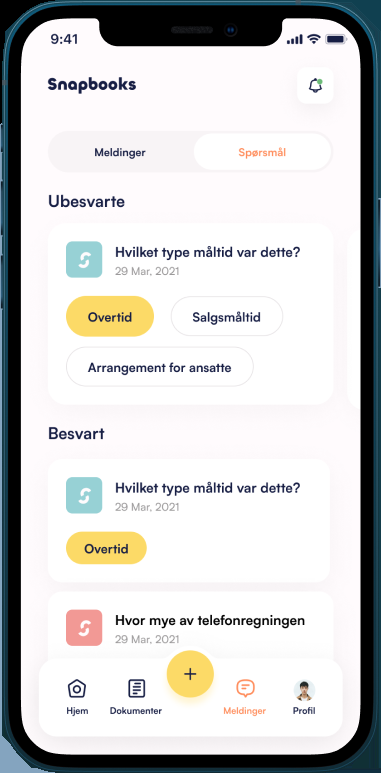 9:41
Snapbooks
Meldinger
Spørsmål
Ubesvarte
Hvilket type måltid var dette?
29 Mar, 2021
Overtid
Salgsmåltid
Arrangement for ansatte
Besvart
Hvilket type måltid var dette?
29 Mar, 2021
Overtid
Hvor mye av telefonregningen
29 Mar, 2021
+
Hjem
Dokumenter
Meldinger
Profil